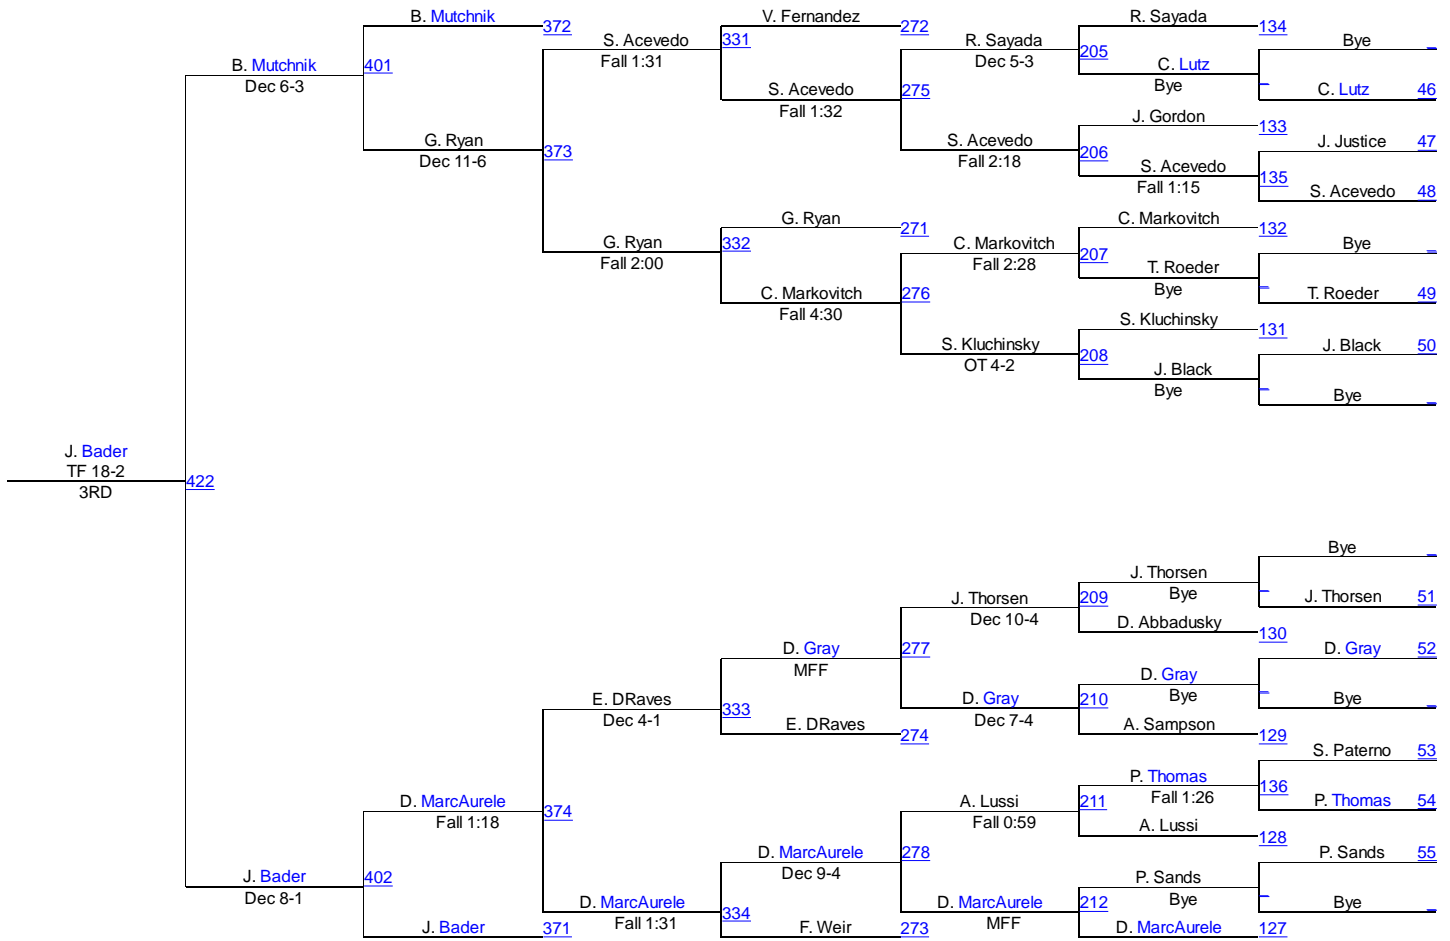 B. Mutchnik 372
V. Fernandez 272
R. Sayada 134
S. Acevedo 331
Fall 1:31
R. Sayada 205
Dec 5-3
Bye _
B. Mutchnik 401
Dec 6-3
C. Lutz _
Bye
S. Acevedo 275
Fall 1:32
C. Lutz 46
J. Gordon 133
G. Ryan 373
Dec 11-6
S. Acevedo 206
Fall 2:18
J. Justice 47
S. Acevedo 135
Fall 1:15
S. Acevedo 48
G. Ryan 271
C. Markovitch 132
G. Ryan 332
Fall 2:00
C. Markovitch 207
Fall 2:28
Bye _
T. Roeder _
Bye
C. Markovitch 276
Fall 4:30
T. Roeder 49
S. Kluchinsky 131
S. Kluchinsky 208
OT 4-2
J. Black 50
J. Black _
Bye
Bye _
J. Bader
TF 18-2 422
3RD
Bye _
J. Thorsen _
Bye
J. Thorsen 209
Dec 10-4
J. Thorsen 51
D. Abbadusky 130
D. Gray 277
MFF
D. Gray 52
D. Gray _
Bye
E. DRaves 333
Dec 4-1
D. Gray 210
Dec 7-4
Bye _
E. DRaves 274
A. Sampson 129
S. Paterno 53
P. Thomas 136
Fall 1:26
D. MarcAurele 374
Fall 1:18
A. Lussi 211
Fall 0:59
P. Thomas 54
A. Lussi 128
D. MarcAurele 278
Dec 9-4
P. Sands 55
J. Bader 402
Dec 8-1
P. Sands _
Bye
D. MarcAurele 334
Fall 1:31
D. MarcAurele 212
MFF
Bye _
J. Bader 371
F. Weir 273
D. MarcAurele 127